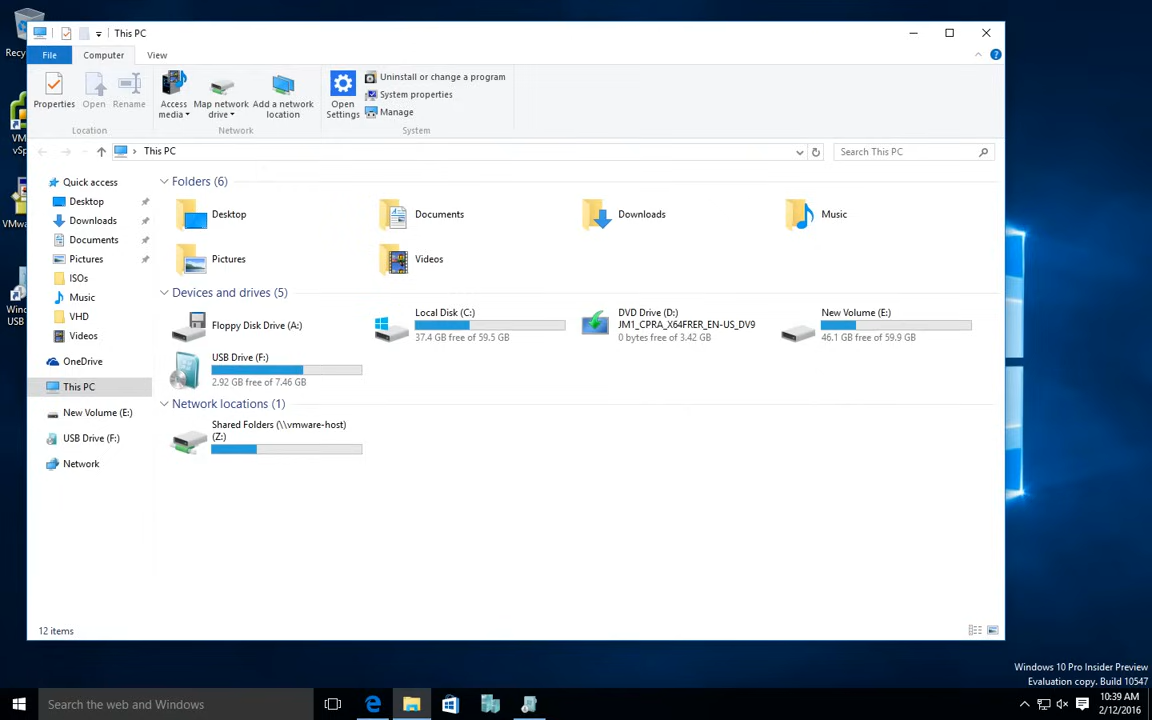 Recy
This PC
File
Computer
View
Properties
Open
Rename
Access media
Map network drive
Add a network location
Open Settings
Uninstall or change a program
System properties
Manage
Location
Network
System
This PC
Search This PC
Quick access
Desktop
Downloads
Documents
Pictures
ISOs
Music
VHD
Videos
OneDrive
This PC
New Volume (E:)
USB Drive (F:)
Network
Folders (6)
Desktop
Documents
Downloads
Music
Pictures
Videos
Devices and drives (5)
Floppy Disk Drive (A:)
Local Disk (C:)
37.4 GB free of 59.5 GB
DVD Drive (D:)
JM1_CPRA_X64FRER_EN-US_DV9
0 bytes free of 3.42 GB
New Volume (E:)
46.1 GB free of 59.9 GB
USB Drive (F:)
2.92 GB free of 7.46 GB
Network locations (1)
Shared Folders (\\vmware-host)
(Z:)
12 items
VM
vSp
VMwa
Wind
USB
Windows 10 Pro Insider Preview
Evaluation copy. Build 10547
Search the web and Windows
10:39 AM
2/12/2016